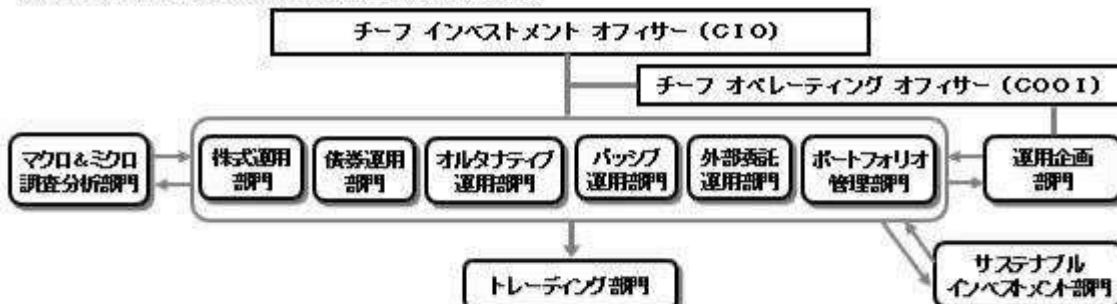 チーフ インベストメント オフィサー (CIO)
チーフ オペレーティング オフィサー (COOI)
マクロ&ミクロ
調査分析部門
株式運用
部門
債券運用
部門
オルタナティブ
運用部門
パッシブ
運用部門
外部委託
運用部門
ポートフォリオ
管理部門
運用企画
部門
トレーディング部門
サステナブル
インベストメント部門